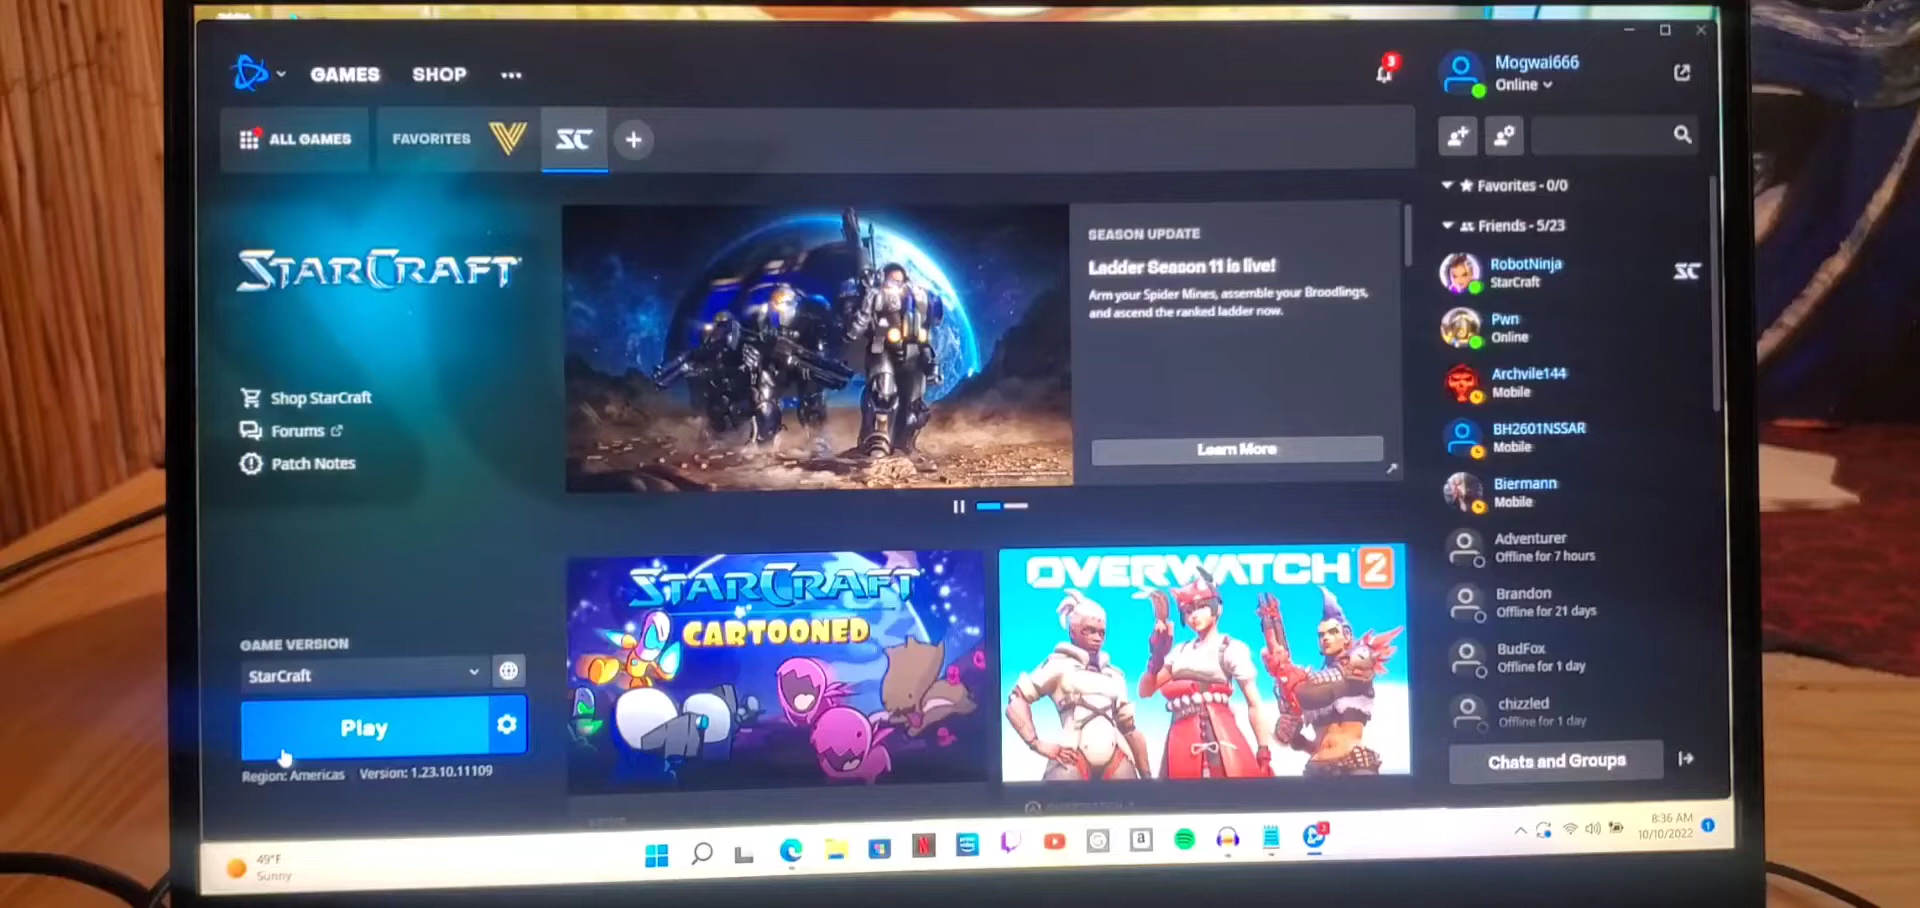 GAMES SHOP
3
Mogwai666
Online
ALL GAMES FAVORITES SC
STARCRAFT
SEASON UPDATE
Ladder Season 11 is live!
Arm your Spider Mines, assemble your Broodlings,
and ascend the ranked ladder now.
Learn More
Shop StarCraft
Forums
Patch Notes
STARCRAFT
CARTOONED
OVERWATCH 2
GAME VERSION
StarCraft
Play
Region: Americas Version: 1.23.10.11109
Favorites - 0/0
Friends - 5/23
RobotNinja
StarCraft
SC
Pwn
Online
Archvile144
Mobile
BH2601NSSAR
Mobile
Biermann
Mobile
Adventurer
Offline for 7 hours
Brandon
Offline for 21 days
BudFox
Offline for 1 day
chizzled
Offline for 1 day
Chats and Groups
49°F
Sunny
N
a
3
8:36 AM
10/10/2022
1